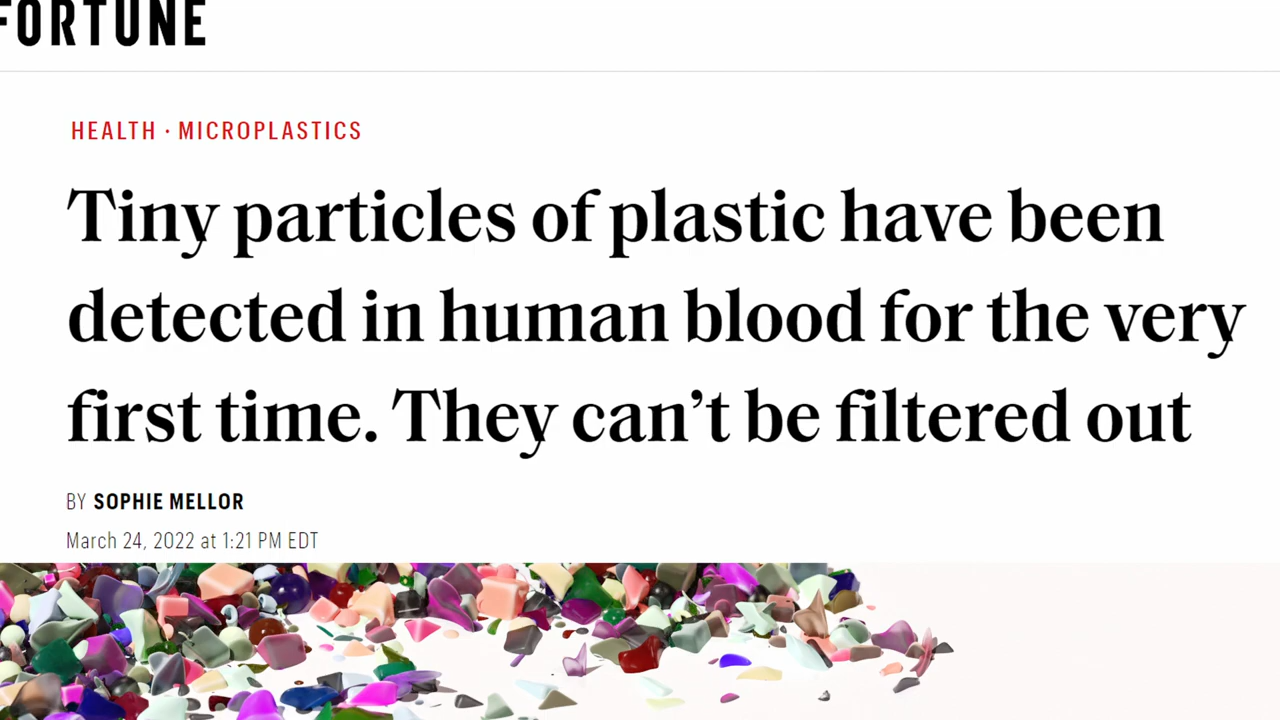 FORTUNE
HEALTH · MICROPLASTICS
Tiny particles of plastic have been
detected in human blood for the very
first time. They can’t be filtered out
BY SOPHIE MELLOR
March 24, 2022 at 1:21 PM EDT